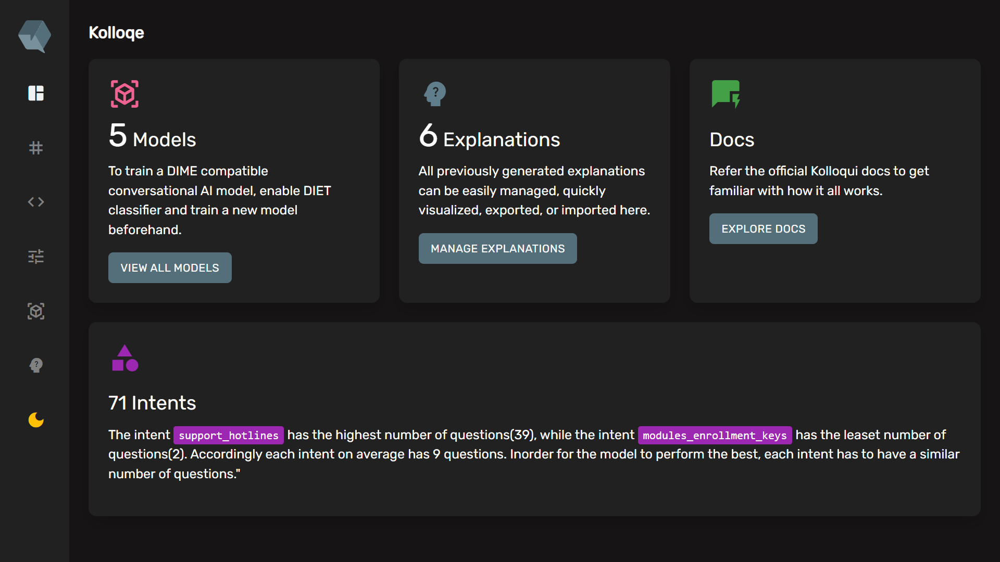 Kolloqe
5 Models
To train a DIME compatible
conversational AI model, enable DIET
classifier and train a new model
beforehand.
VIEW ALL MODELS
6 Explanations
All previously generated explanations
can be easily managed, quickly
visualized, exported, or imported here.
MANAGE EXPLANATIONS
Docs
Refer the official Kolloqui docs to get
familiar with how it all works.
EXPLORE DOCS
71 Intents
The intent support_hotlines has the highest number of questions(39), while the intent modules_enrollment_keys has the leaset number of
questions(2). Accordingly each intent on average has 9 questions. Inorder for the model to perform the best, each intent has to have a similar
number of questions."